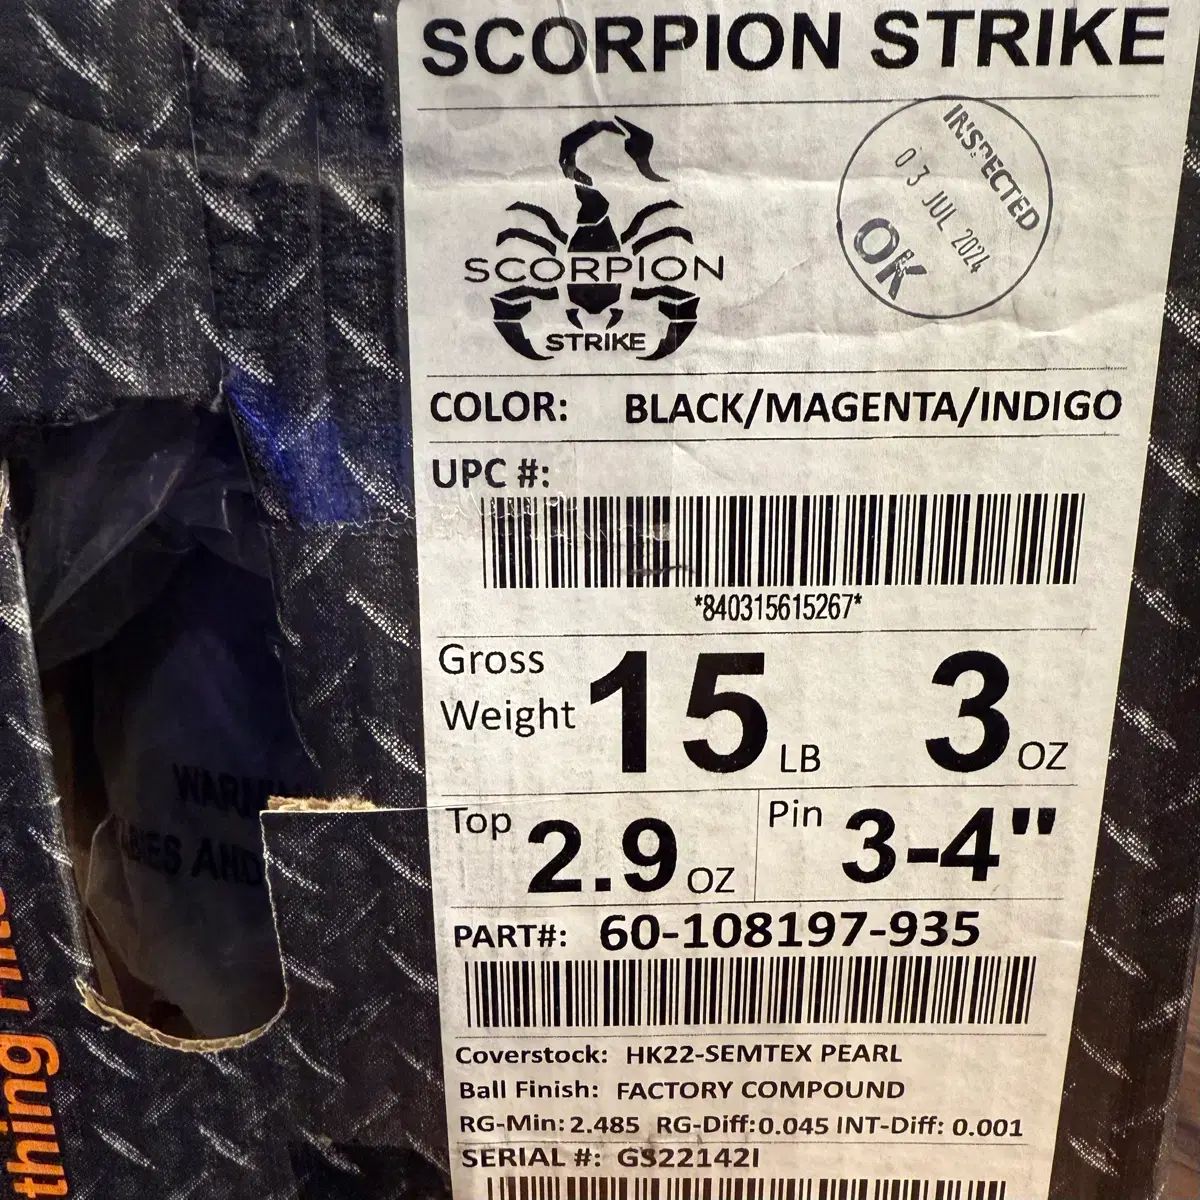 SCORPION STRIKE
INSPECTED
03 JUL 2024
OK
SCORPION
STRIKE
COLOR: BLACK/MAGENTA/INDIGO
UPC #:
*840315615267*
Gross Weight 15 LB 3 OZ
Top 2.9 OZ Pin 3-4"
PART#: 60-108197-935
Coverstock: HK22-SEMTEX PEARL
Ball Finish: FACTORY COMPOUND
RG-Min: 2.485 RG-Diff:0.045 INT-Diff: 0.001
SERIAL #: GS22142I
AND
thing